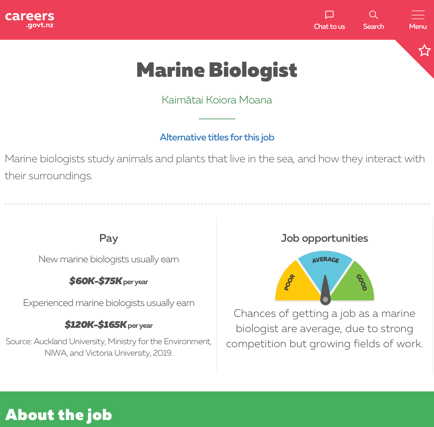 careers
.govt.nz
Chat to us
Search
Menu
Marine Biologist
Kaimātai Koiora Moana
Alternative titles for this job
Marine biologists study animals and plants that live in the sea, and how they interact with
their surroundings.
Pay
New marine biologists usually earn
$60K-$75K per year
Experienced marine biologists usually earn
$120K-$165K per year
Source: Auckland University, Ministry for the Environment,
NIWA, and Victoria University, 2019.
Job opportunities
POOR
AVERAGE
GOOD
Chances of getting a job as a marine
biologist are average, due to strong
competition but growing fields of work.
About the job